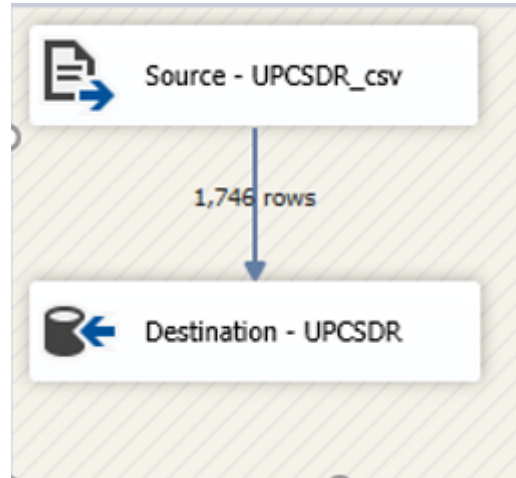 Source - UPCSDR_csv
1,746 rows
Destination - UPCSDR